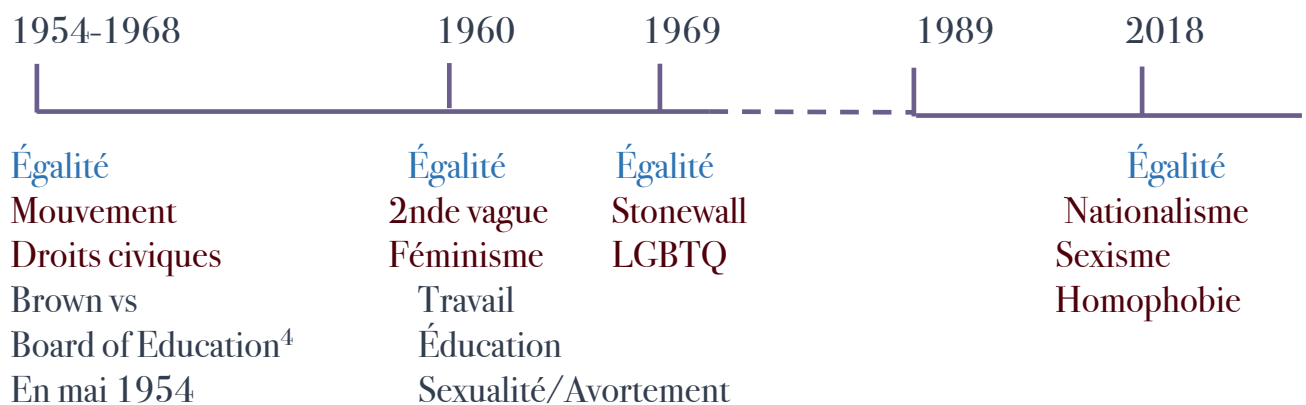 1954-1968 1960 1969 1989 2018
Égalité Égalité Égalité Égalité
Mouvement 2nde vague Stonewall Nationalisme
Droits civiques Féminisme LGBTQ Sexisme
Brown vs Travail Homophobie
Board of Education⁴ Éducation
En mai 1954 Sexualité/Avortement